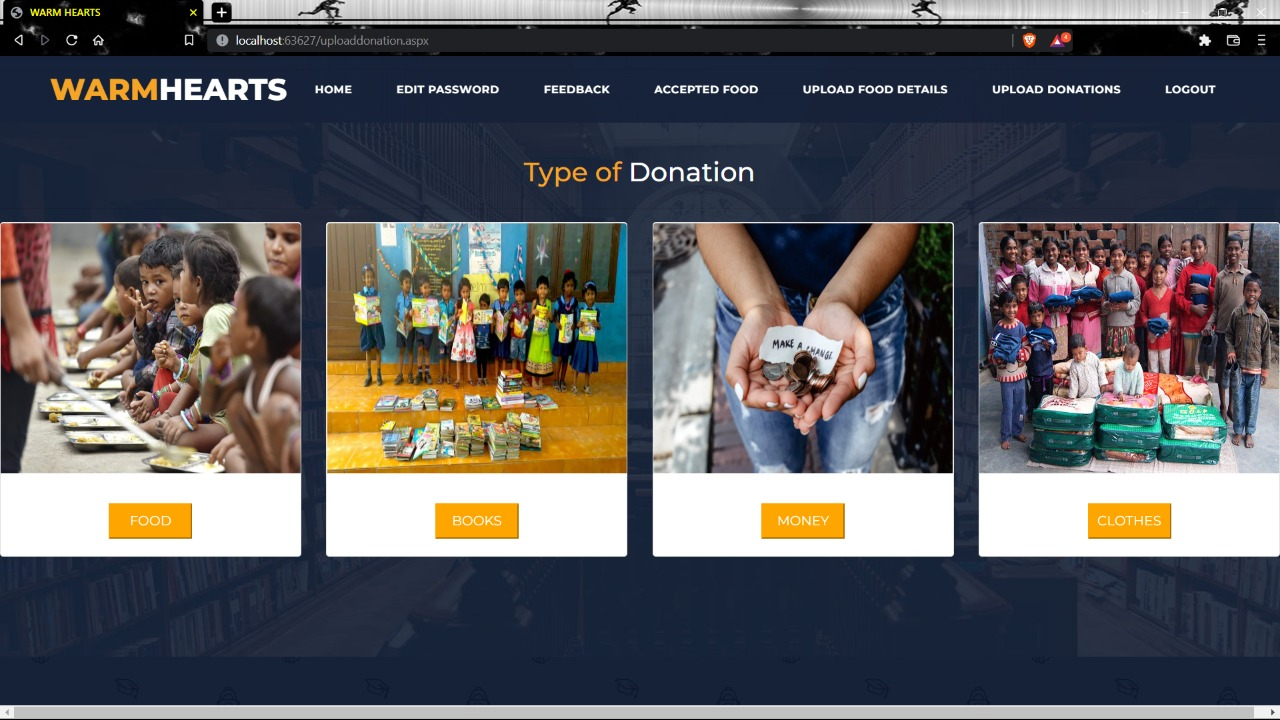 WARM HEARTS
localhost:63627/uploaddonation.aspx
4
WARMHEARTS
HOME
EDIT PASSWORD
FEEDBACK
ACCEPTED FOOD
UPLOAD FOOD DETAILS
UPLOAD DONATIONS
LOGOUT
Type of Donation
MAKE A CHANGE
FOOD
BOOKS
MONEY
CLOTHES